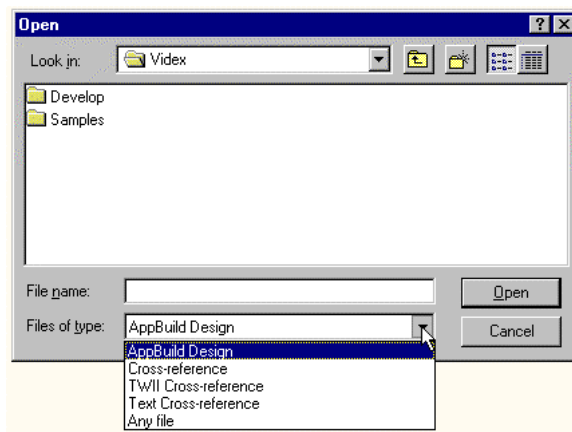 Open
Look in: Videx
Develop
Samples
File name: Open
Files of type: AppBuild Design Cancel
AppBuild Design
Cross-reference
TWII Cross-reference
Text Cross-reference
Any file